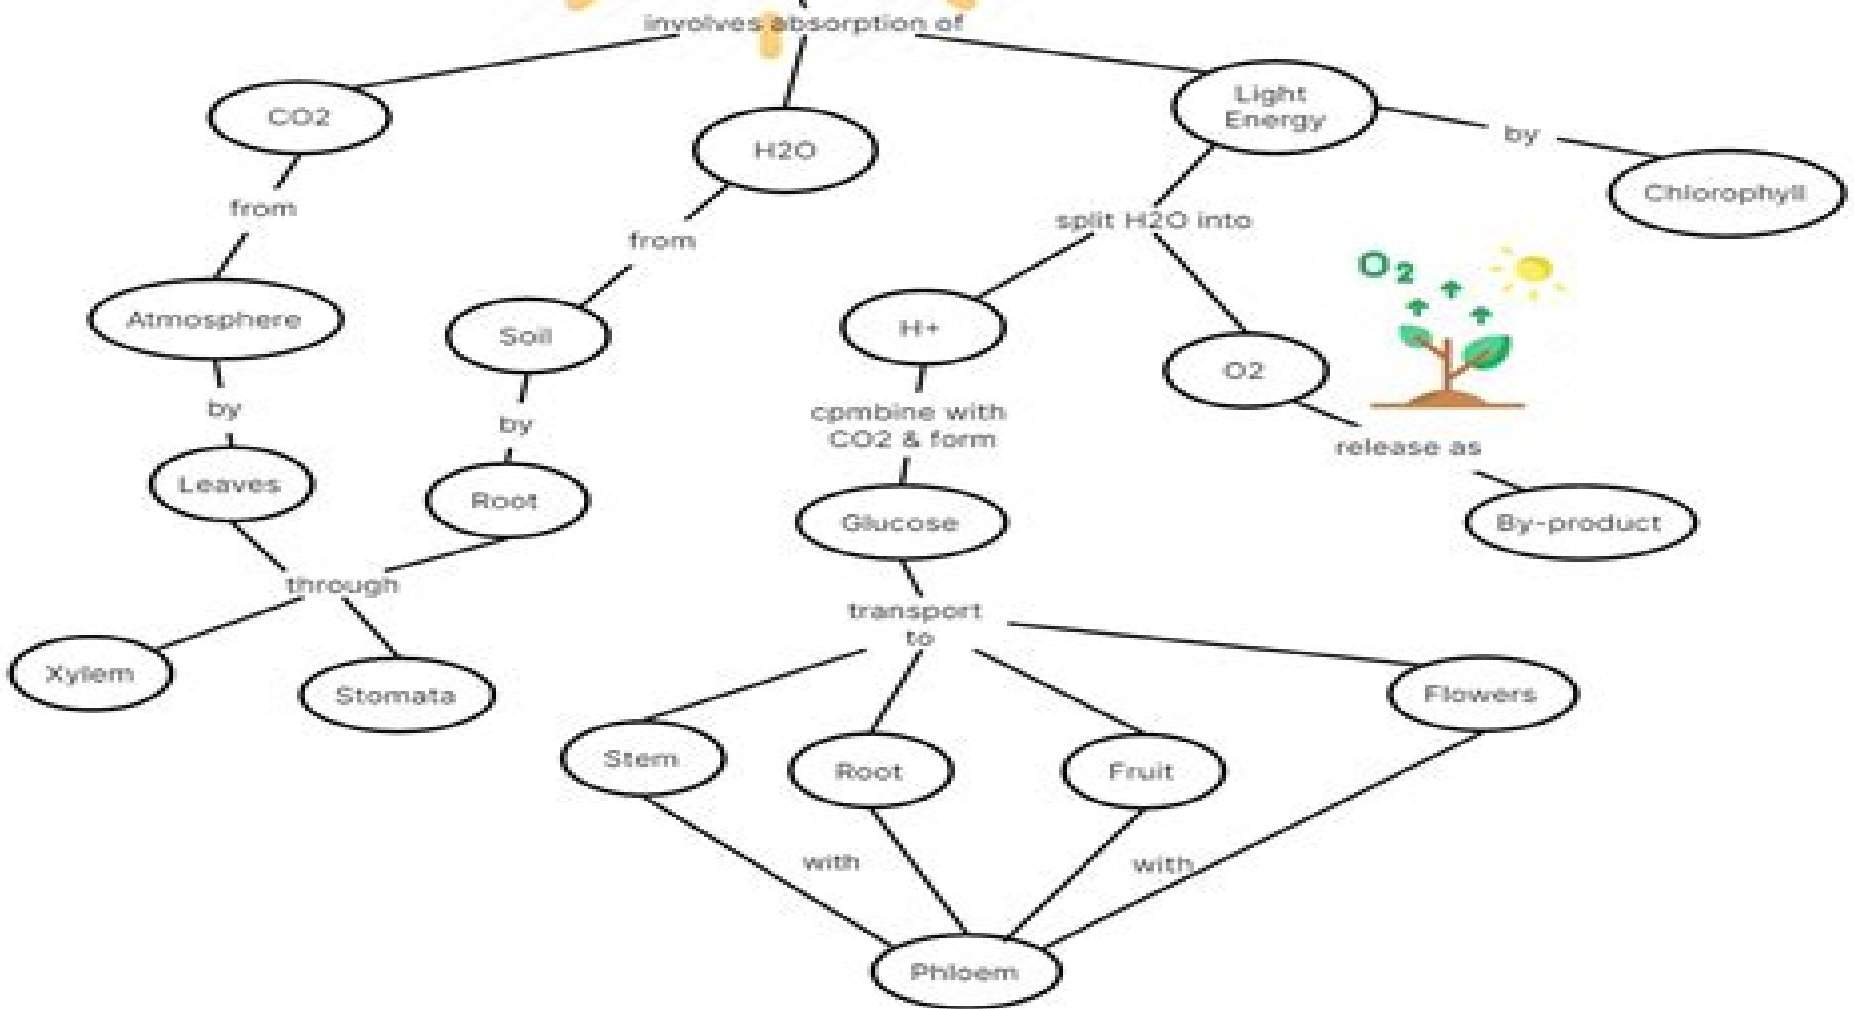 involves absorption of
CO2
H2O
Light
Energy
by
Chlorophyll
from
from
split H2O into
Atmosphere
Soil
H+
O2
O2
by
by
cpmbine with
CO2 & form
release as
Leaves
Root
Glucose
By-product
through
transport
to
Xylem
Stomata
Flowers
Stem
Root
Fruit
with
with
Phloem